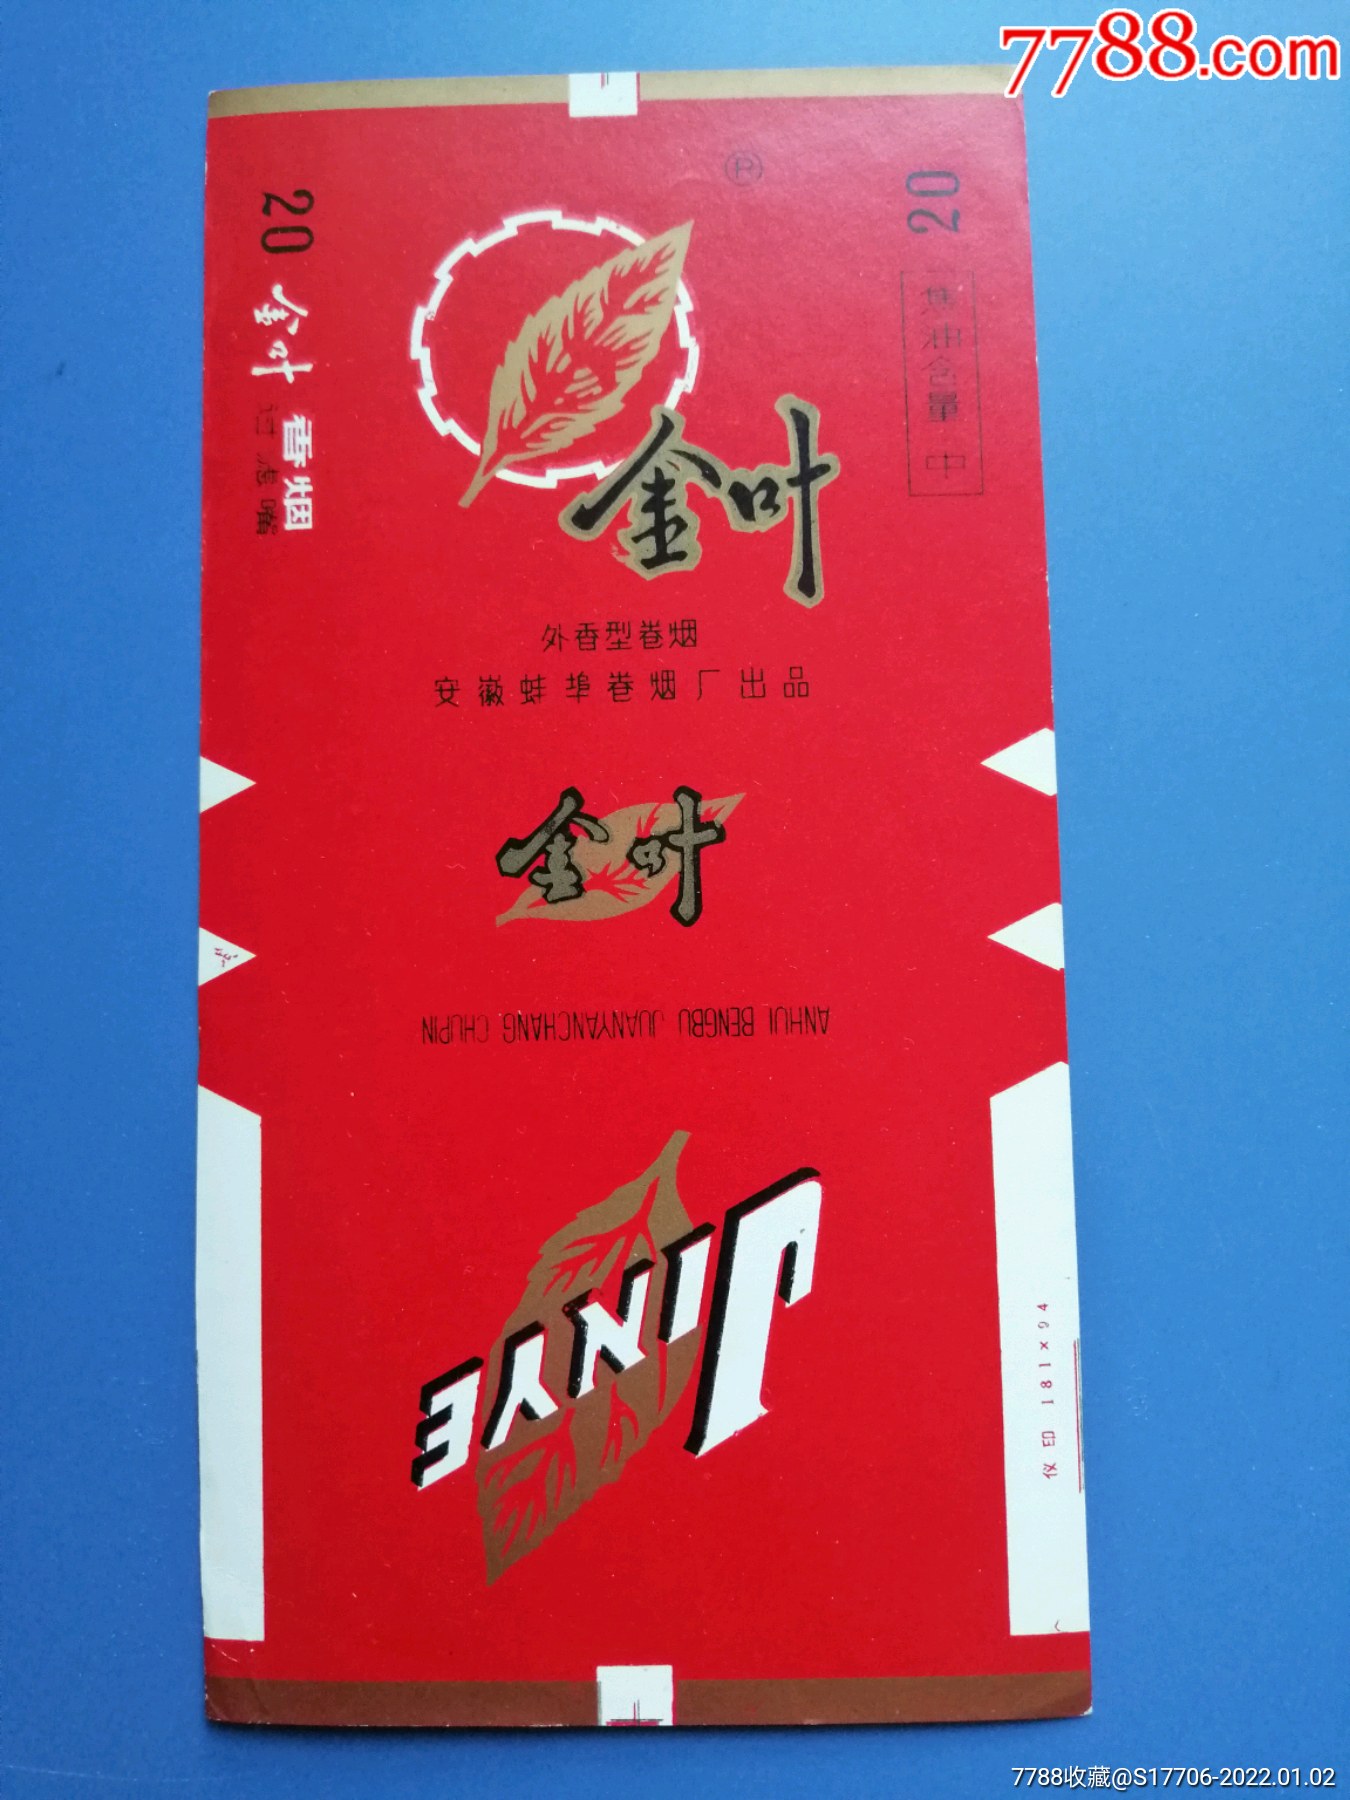 7788.com
P
20
金叶 香烟
过滤嘴
20
焦油含量 中
金叶
外香型卷烟
安徽蚌埠卷烟厂出品
金叶
ANHUI BENGBU JUANYANCHANG CHUPIN
JINYE
仪印 181×94
7788收藏@S17706-2022.01.02